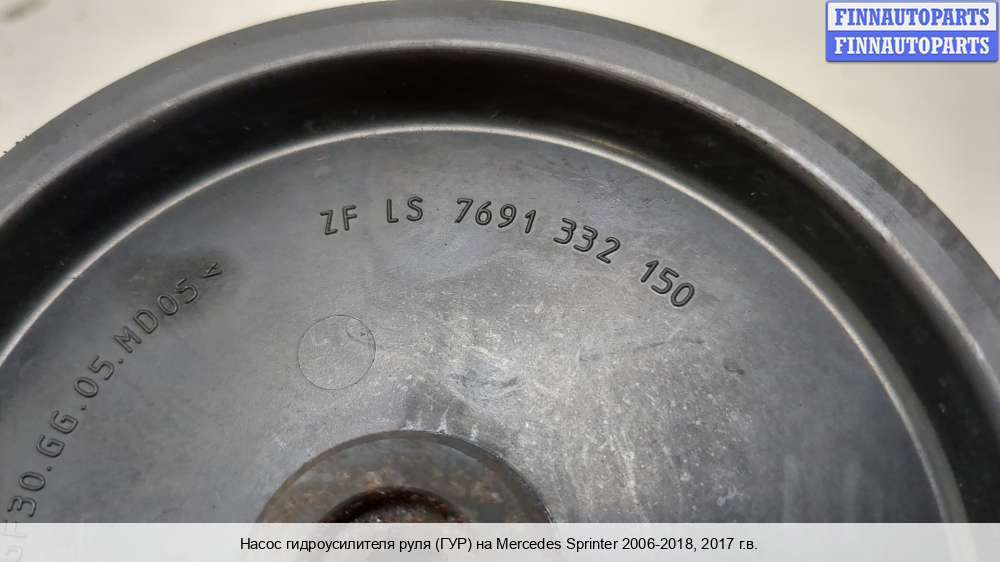 FINNAUTOPARTS
FINNAUTOPARTS
ZF LS 7691 332 150
F30.GG.05.MD05<
Насос гидроусилителя руля (ГУР) на Mercedes Sprinter 2006-2018, 2017 г.в.